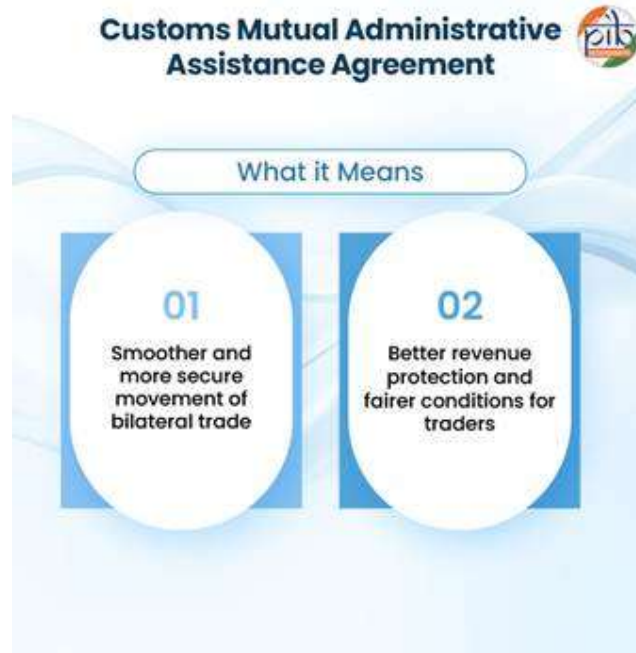 Customs Mutual Administrative
Assistance Agreement
pib
What it Means
01
Smoother and
more secure
movement of
bilateral trade
02
Better revenue
protection and
fairer conditions for
traders